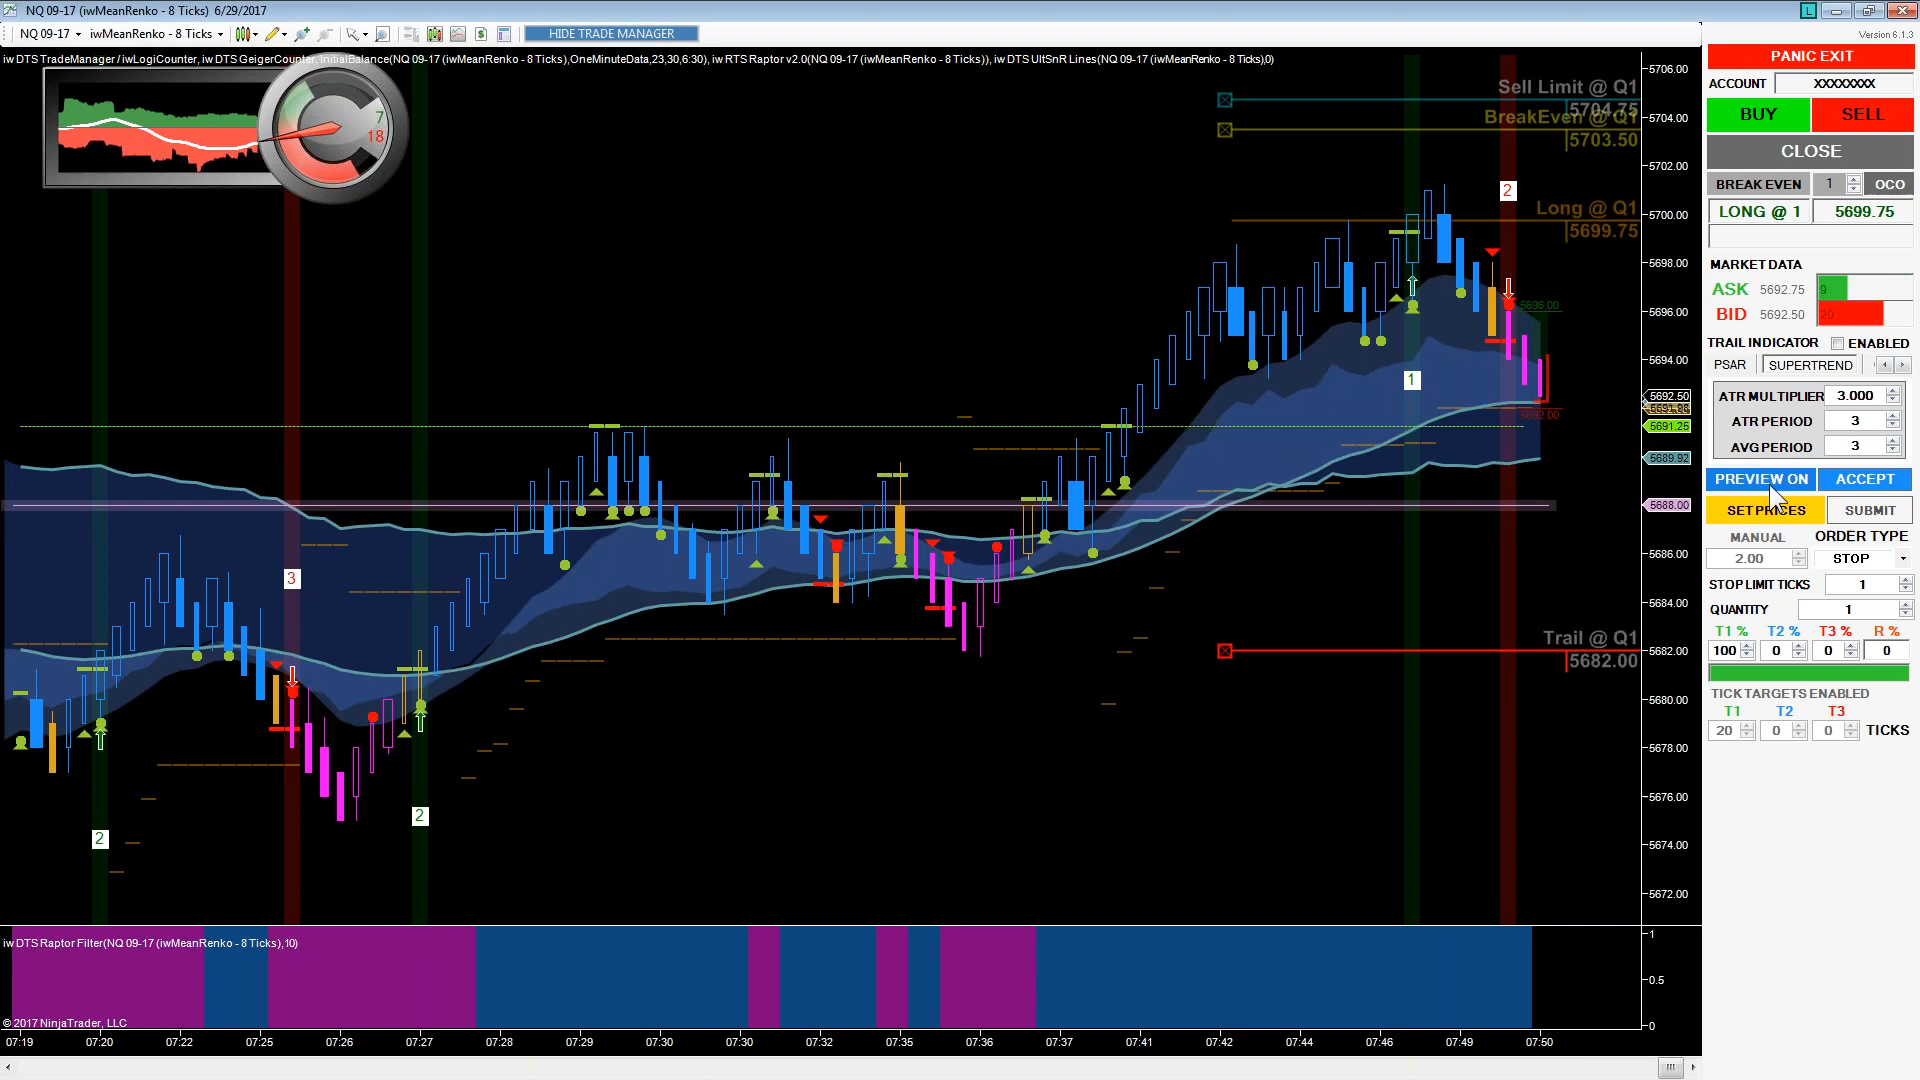 NQ 09-17 (iwMeanRenko - 8 Ticks)  6/29/2017
L
NQ 09-17 iwMeanRenko - 8 Ticks HIDE TRADE MANAGER
Version 6.1.3
iw DTS TradeManager / iwLogiCounter, iw DTS GeigerCounter, InitialBalance(NQ 09-17 (iwMeanRenko - 8 Ticks),OneMinuteData,23,30,6:30), iw RTS Raptor v2.0(NQ 09-17 (iwMeanRenko - 8 Ticks)), iw DTS UltSnR Lines(NQ 09-17 (iwMeanRenko - 8 Ticks),0)
7
18
Sell Limit @ Q1
5704.75
BreakEven @ Q1
5703.50
Long @ Q1
5699.75
Trail @ Q1
5682.00
2
1
3
2
2
5696.00
5692.00
5706.00
5704.00
5702.00
5700.00
5698.00
5696.00
5694.00
5692.50
5691.25
5689.92
5688.00
5686.00
5684.00
5682.00
5680.00
5678.00
5676.00
5674.00
5672.00
iw DTS Raptor Filter(NQ 09-17 (iwMeanRenko - 8 Ticks),10)
1
0.5
0
© 2017 NinjaTrader, LLC
07:19 07:20 07:22 07:25 07:26 07:27 07:28 07:29 07:30 07:30 07:32 07:35 07:36 07:37 07:41 07:42 07:44 07:46 07:49 07:50
PANIC EXIT
ACCOUNT XXXXXXXX
BUY SELL
CLOSE
BREAK EVEN 1 OCO
LONG @ 1 5699.75
MARKET DATA
ASK 5692.75 9
BID 5692.50 20
TRAIL INDICATOR ENABLED
PSAR SUPERTREND
ATR MULTIPLIER 3.000
ATR PERIOD 3
AVG PERIOD 3
PREVIEW ON ACCEPT
SET PRICES SUBMIT
MANUAL ORDER TYPE
2.00 STOP
STOP LIMIT TICKS 1
QUANTITY 1
T1 % T2 % T3 % R %
100 0 0 0
TICK TARGETS ENABLED
T1 T2 T3
20 0 0 TICKS